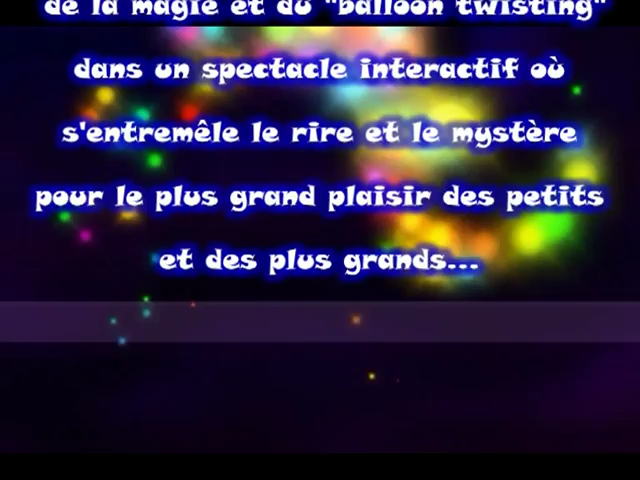 de la magie et du "balloon twisting"
dans un spectacle interactif où
s'entremêle le rire et le mystère
pour le plus grand plaisir des petits
et des plus grands...